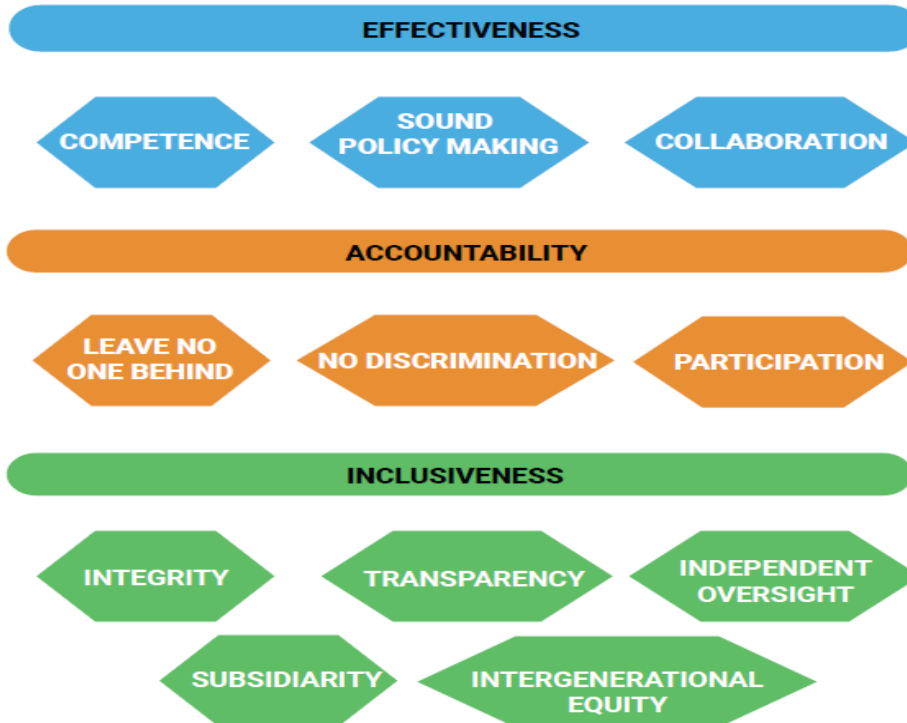 EFFECTIVENESS
COMPETENCE
SOUND
POLICY MAKING
COLLABORATION
ACCOUNTABILITY
LEAVE NO
ONE BEHIND
NO DISCRIMINATION
PARTICIPATION
INCLUSIVENESS
INTEGRITY
TRANSPARENCY
INDEPENDENT
OVERSIGHT
SUBSIDIARITY
INTERGENERATIONAL
EQUITY